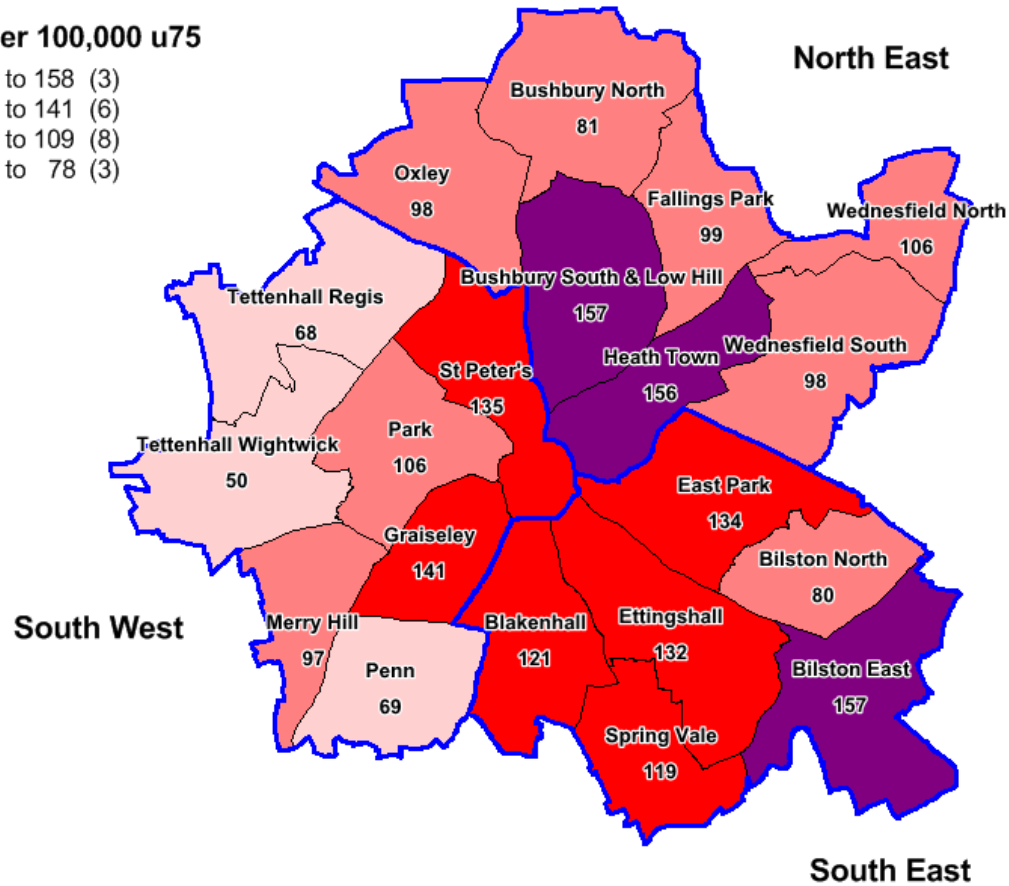 er 100,000 u75
to 158 (3)
to 141 (6)
to 109 (8)
to 78 (3)
North East
Bushbury North
81
Oxley
98
Fallings Park
99
Wednesfield North
106
Bushbury South & Low Hill
157
Tettenhall Regis
68
Heath Town
156
Wednesfield South
98
St Peter's
135
Park
106
Tettenhall Wightwick
50
East Park
134
Graiseley
141
Bilston North
80
South West
Merry Hill
97
Blakenhall
121
Ettingshall
132
Penn
69
Bilston East
157
Spring Vale
119
South East